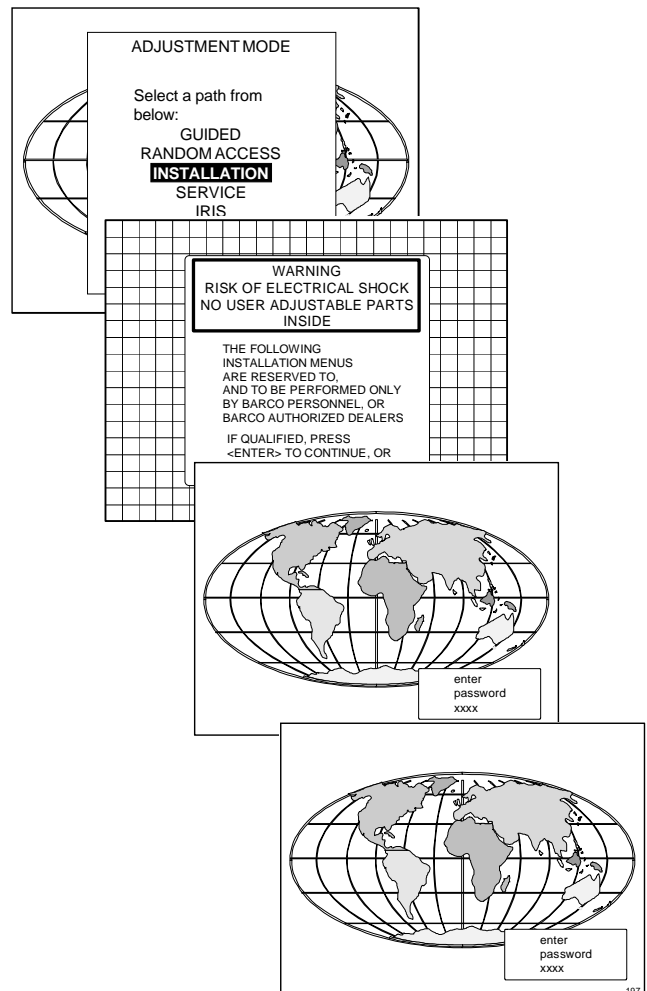 ADJUSTMENT MODE
Select a path from
below:
GUIDED
RANDOM ACCESS
INSTALLATION
SERVICE
IRIS
WARNING
RISK OF ELECTRICAL SHOCK
NO USER ADJUSTABLE PARTS
INSIDE
THE FOLLOWING
INSTALLATION MENUS
ARE RESERVED TO,
AND TO BE PERFORMED ONLY
BY BARCO PERSONNEL, OR
BARCO AUTHORIZED DEALERS
IF QUALIFIED, PRESS
<ENTER> TO CONTINUE, OR
enter
password
xxxx
enter
password
xxxx
197